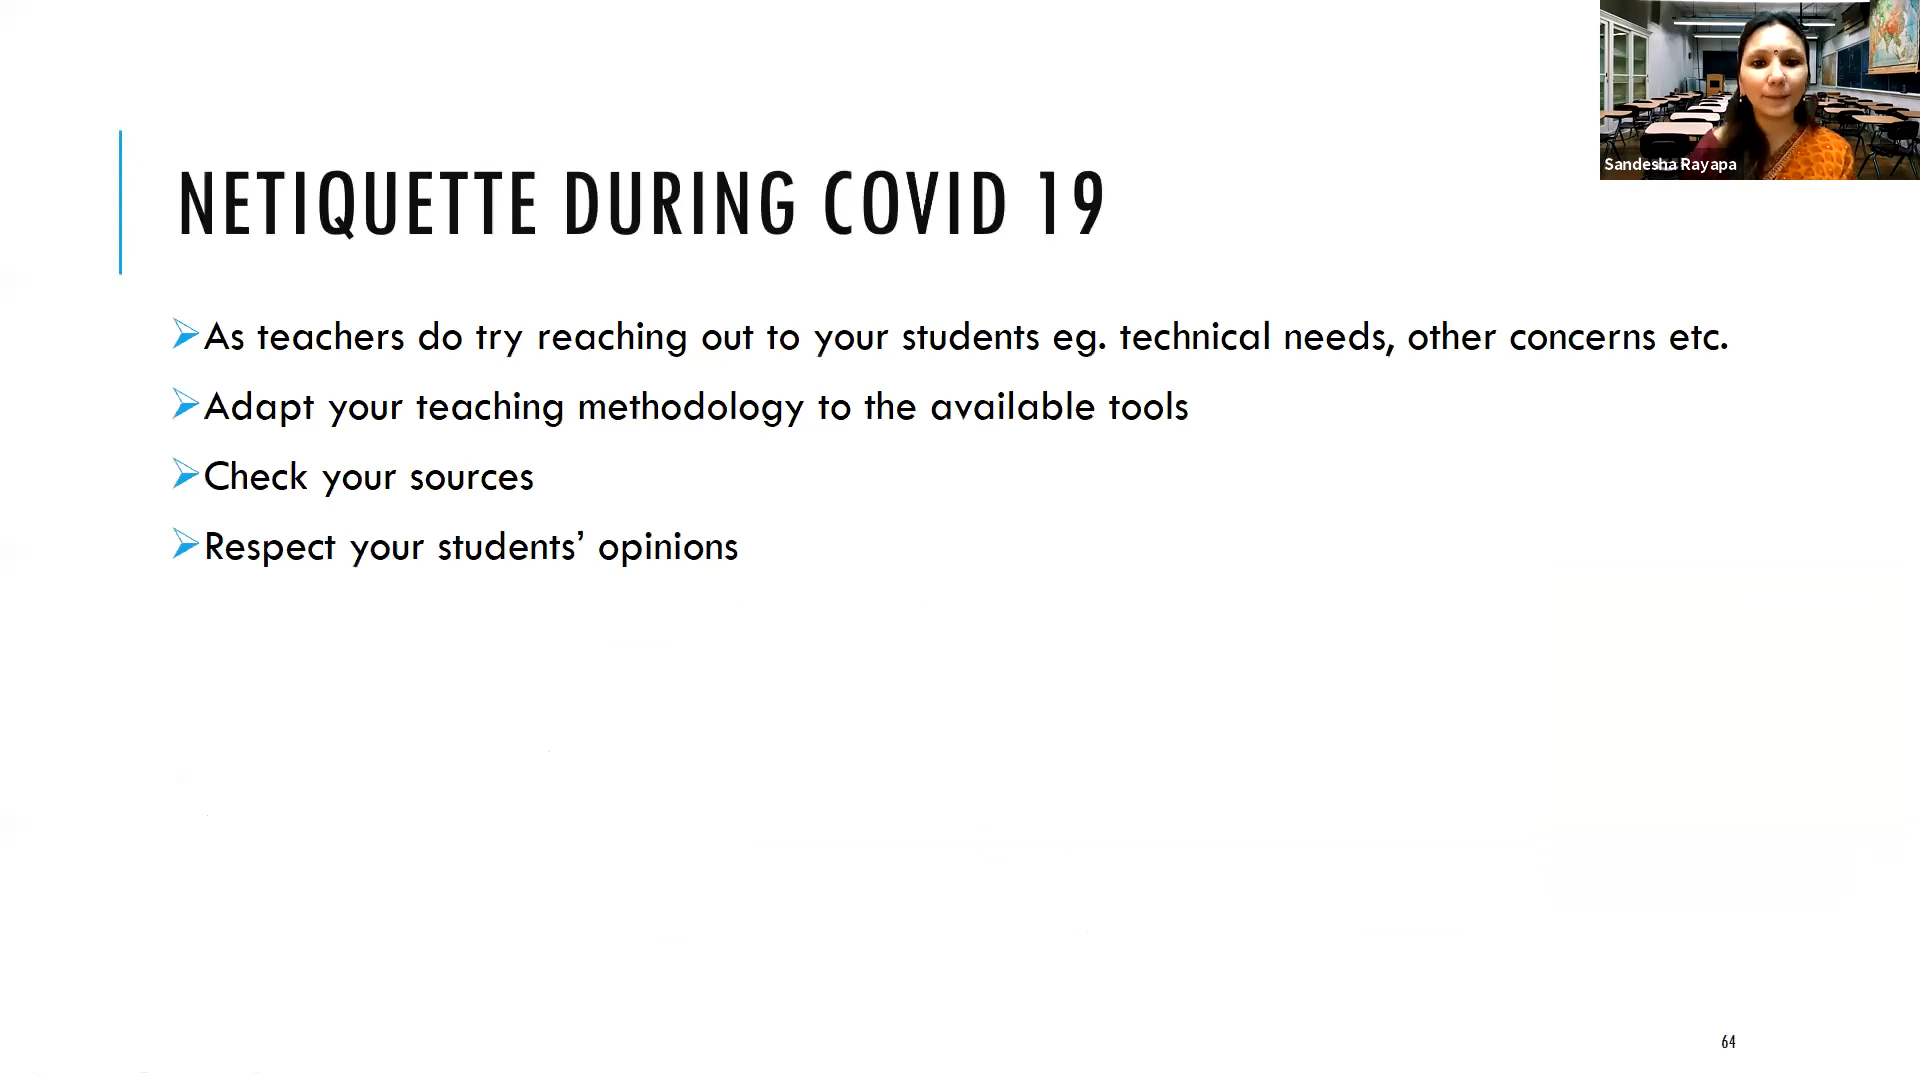 NETIQUETTE DURING COVID 19
As teachers do try reaching out to your students eg. technical needs, other concerns etc.
Adapt your teaching methodology to the available tools
Check your sources
Respect your students’ opinions
Sandesha Rayapa
64